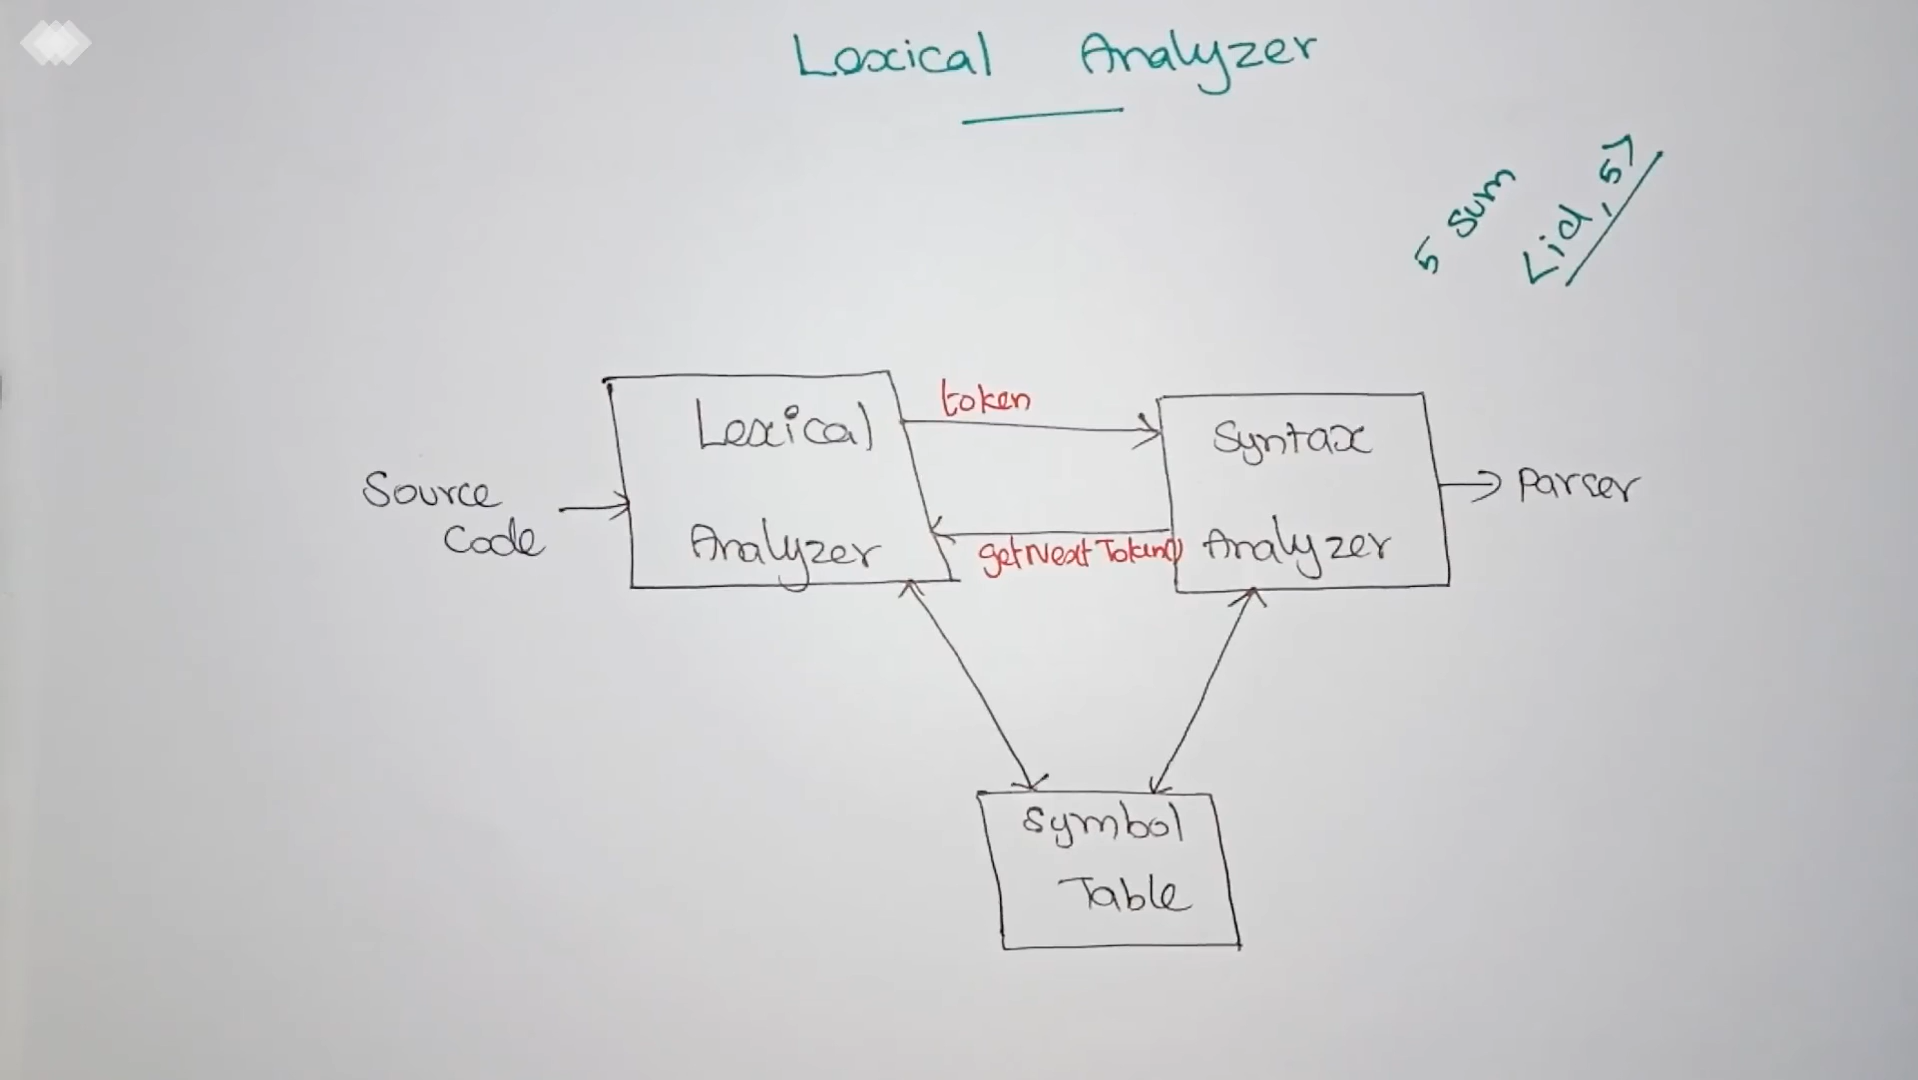 Lexical Analyzer
5 sum
<id, 5>
token
Lexical
Analyzer
Syntax
Analyzer
Source
Code
Parser
getNextToken()
Symbol
Table